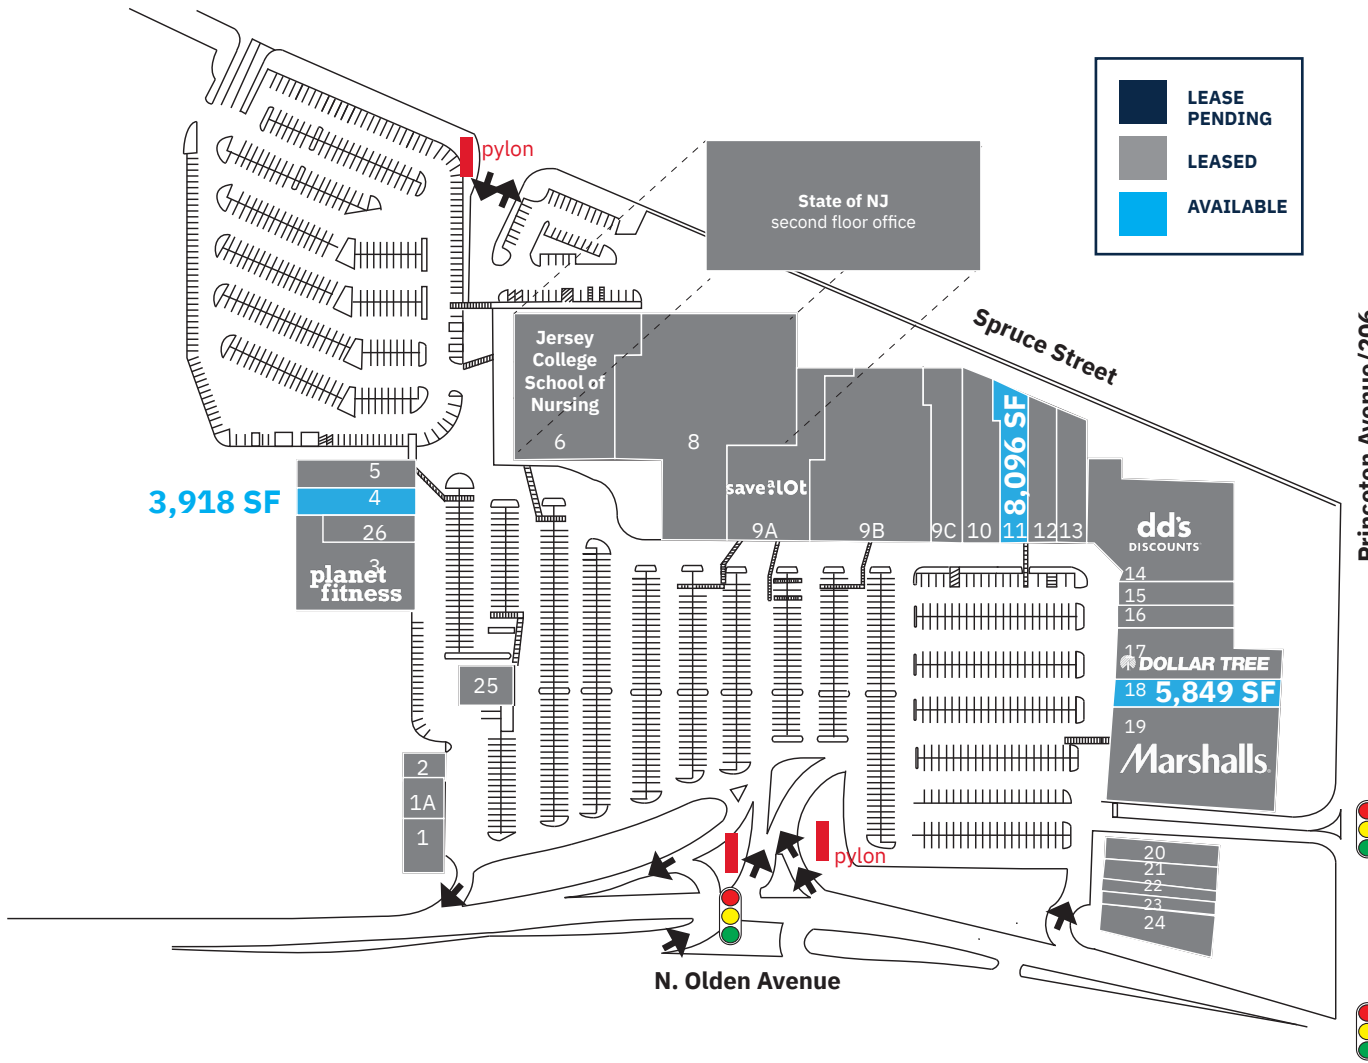 LEASE
PENDING
LEASED
AVAILABLE
pylon
State of NJ
second floor office
Spruce Street
Princeton Avenue/206
Jersey
College
School of
Nursing
6
8
save a lot
9A
9B
9C
10
11
8,096 SF
12
13
5
3,918 SF
4
26
3
planet
fitness
dd's
DISCOUNTS
14
15
16
17
DOLLAR TREE
18
5,849 SF
19
Marshalls
25
2
1A
1
pylon
20
21
22
23
24
N. Olden Avenue